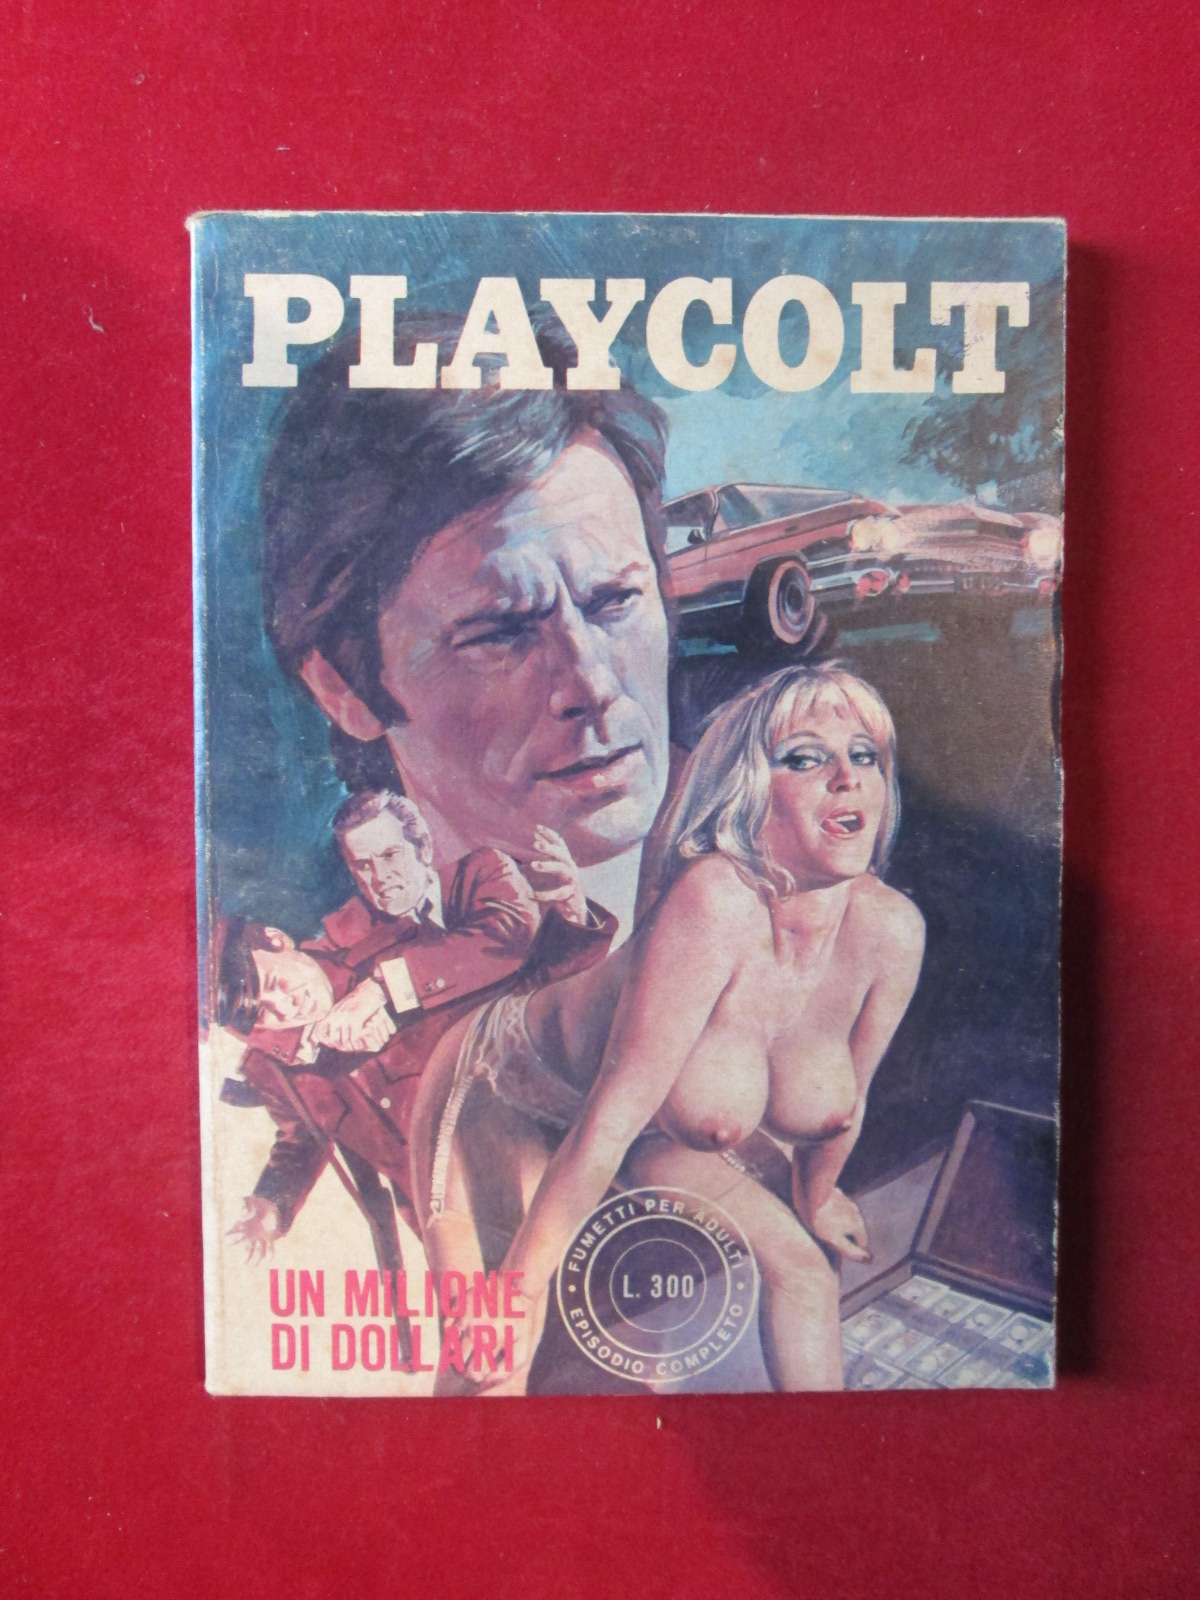 PLAYCOLT
UN MILIONE
DI DOLLARI
FUMETTI PER ADULTI
L. 300
EPISODIO COMPLETO